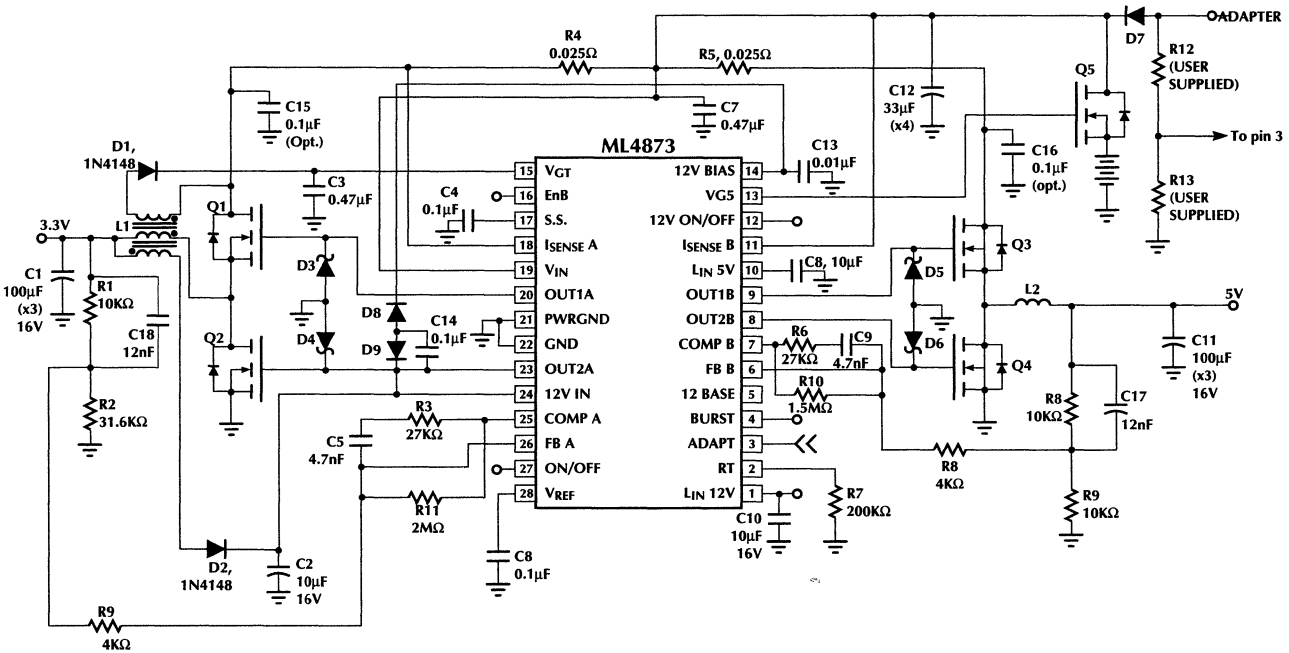 ADAPTER
D7
R4
0.025Ω
R5, 0.025Ω
R12
(USER
SUPPLIED)
Q5
C12
33µF
(x4)
C15
0.1µF
(Opt.)
C7
0.47µF
To pin 3
D1,
1N4148
ML4873
C13
0.01µF
C16
0.1µF
(opt.)
R13
(USER
SUPPLIED)
C3
0.47µF
C4
0.1µF
15 VGT
16 EnB
17 S.S.
18 ISENSE A
19 VIN
20 OUT1A
21 PWRGND
22 GND
23 OUT2A
24 12V IN
25 COMP A
26 FB A
27 ON/OFF
28 VREF
12V BIAS 14
VG5 13
12V ON/OFF 12
ISENSE B 11
LIN 5V 10
OUT1B 9
OUT2B 8
COMP B 7
FB B 6
12 BASE 5
BURST 4
ADAPT 3
RT 2
LIN 12V 1
Q1
L1
3.3V
C1
100µF
(x3)
16V
R1
10KΩ
C18
12nF
Q2
R2
31.6KΩ
D3
D4
D8
D9
C14
0.1µF
R3
27KΩ
C5
4.7nF
R11
2MΩ
D2,
1N4148
C2
10µF
16V
C8
0.1µF
R9
4KΩ
C8, 10µF
D5
D6
Q3
Q4
L2
5V
R6
27KΩ
C9
4.7nF
R10
1.5MΩ
C11
100µF
(x3)
16V
R8
10KΩ
C17
12nF
R8
4KΩ
R9
10KΩ
R7
200KΩ
C10
10µF
16V